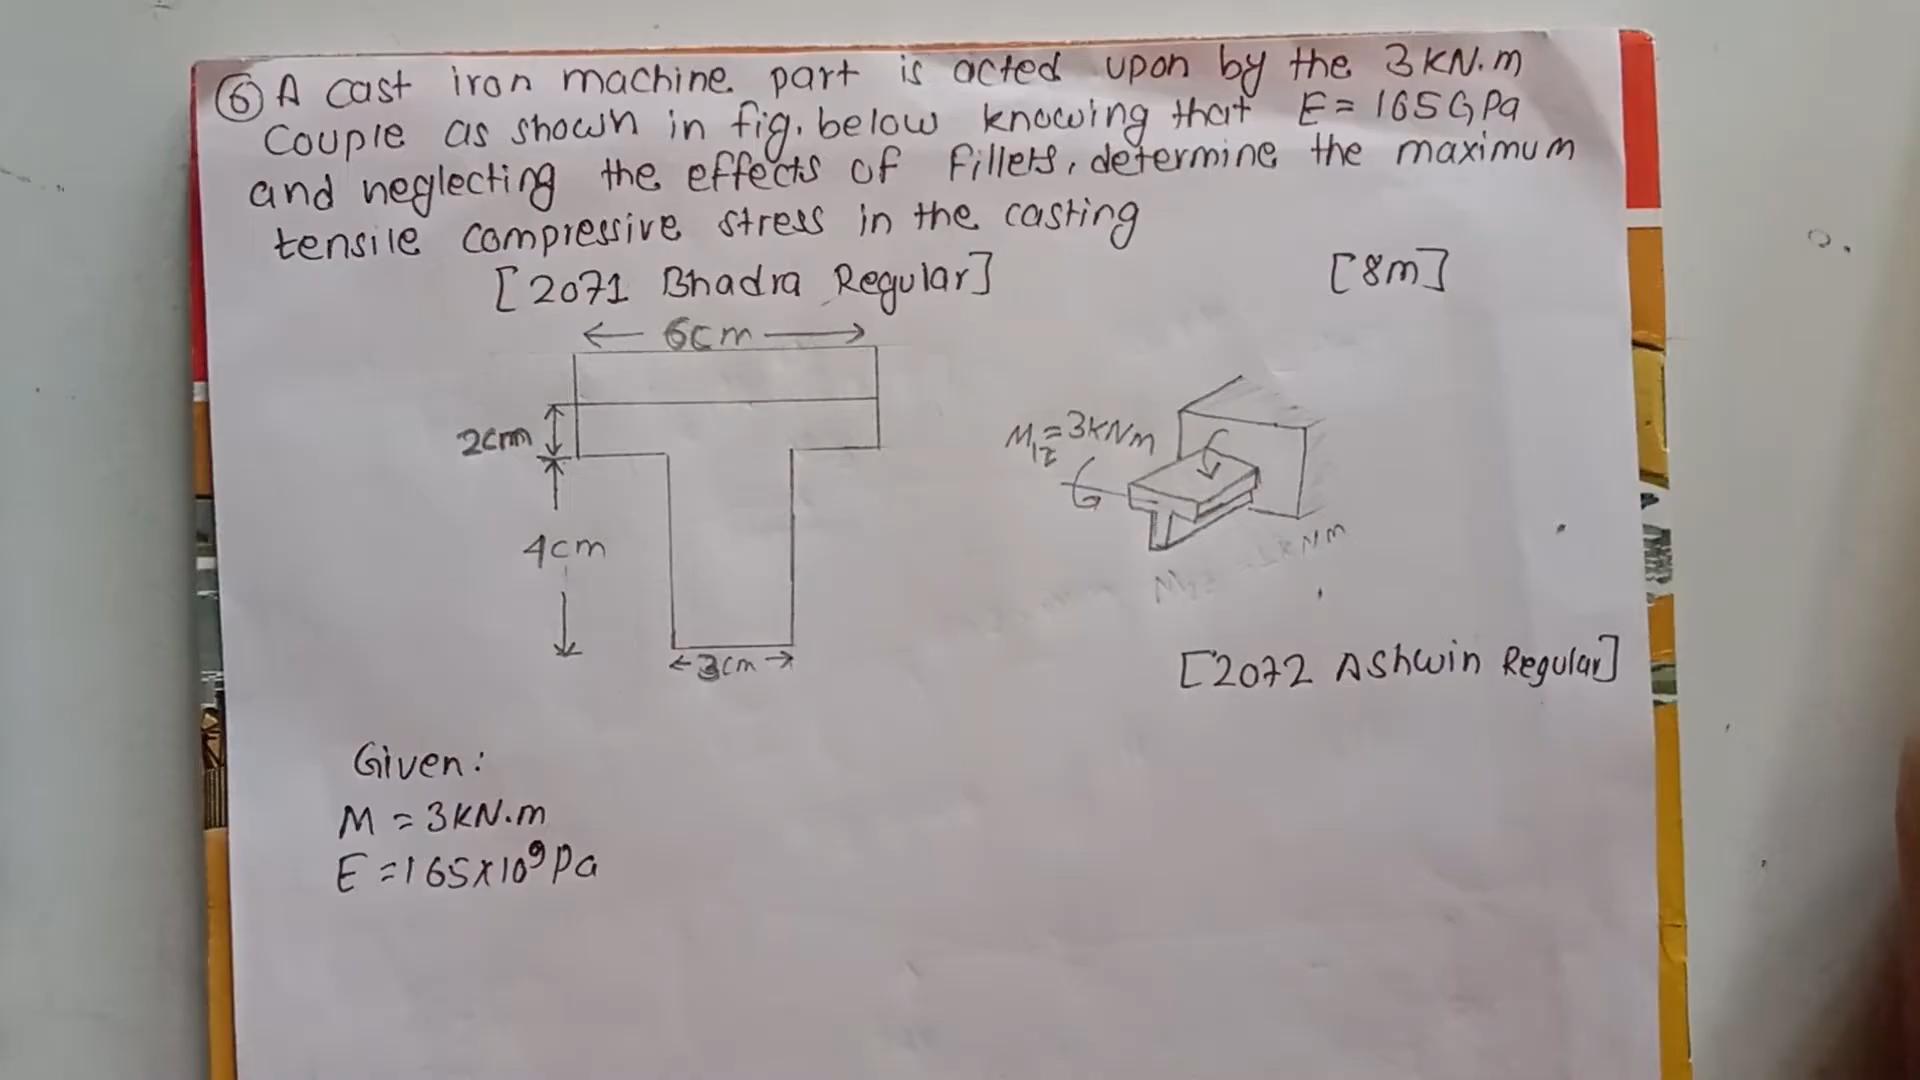 ⑥ A cast iron machine part is acted upon by the 3KN.m
couple as shown in fig. below knowing that E = 165GPa
and neglecting the effects of fillets, determine the maximum
tensile compressive stress in the casting
[2071 Bhadra Regular] [8m]
6cm
2cm
4cm
3cm
M1z=3KNm
[2072 Ashwin Regular]
Given:
M = 3KN.m
E = 165x10⁹ Pa